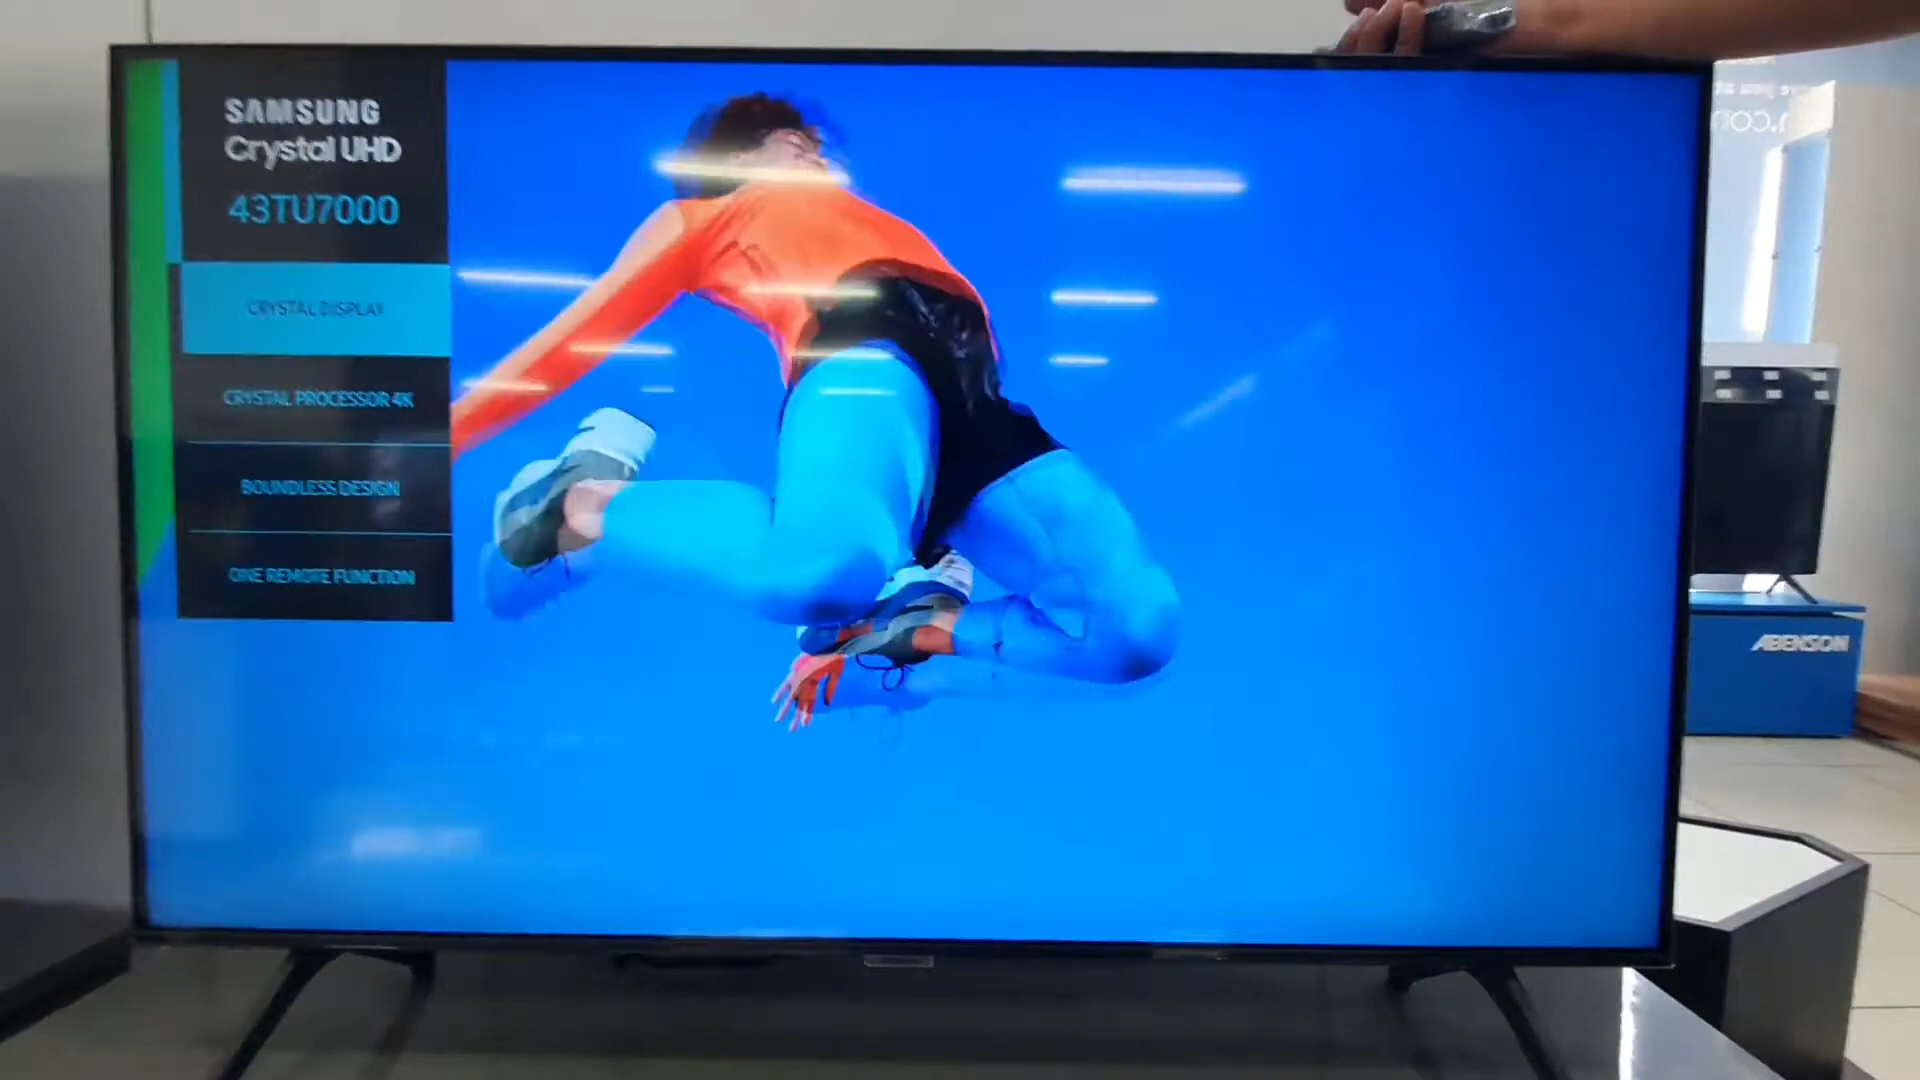 SAMSUNG
Crystal UHD
43TU7000
CRYSTAL DISPLAY
CRYSTAL PROCESSOR 4K
BOUNDLESS DESIGN
ONE REMOTE FUNCTION
ABENSON